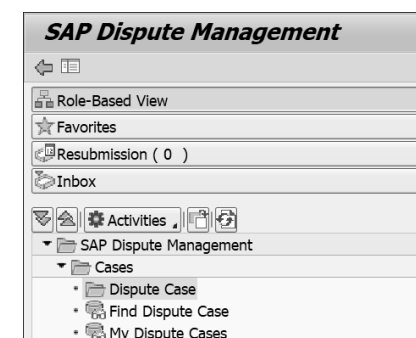 SAP Dispute Management
Role-Based View
Favorites
Resubmission ( 0 )
Inbox
Activities
SAP Dispute Management
Cases
Dispute Case
Find Dispute Case
My Dispute Cases